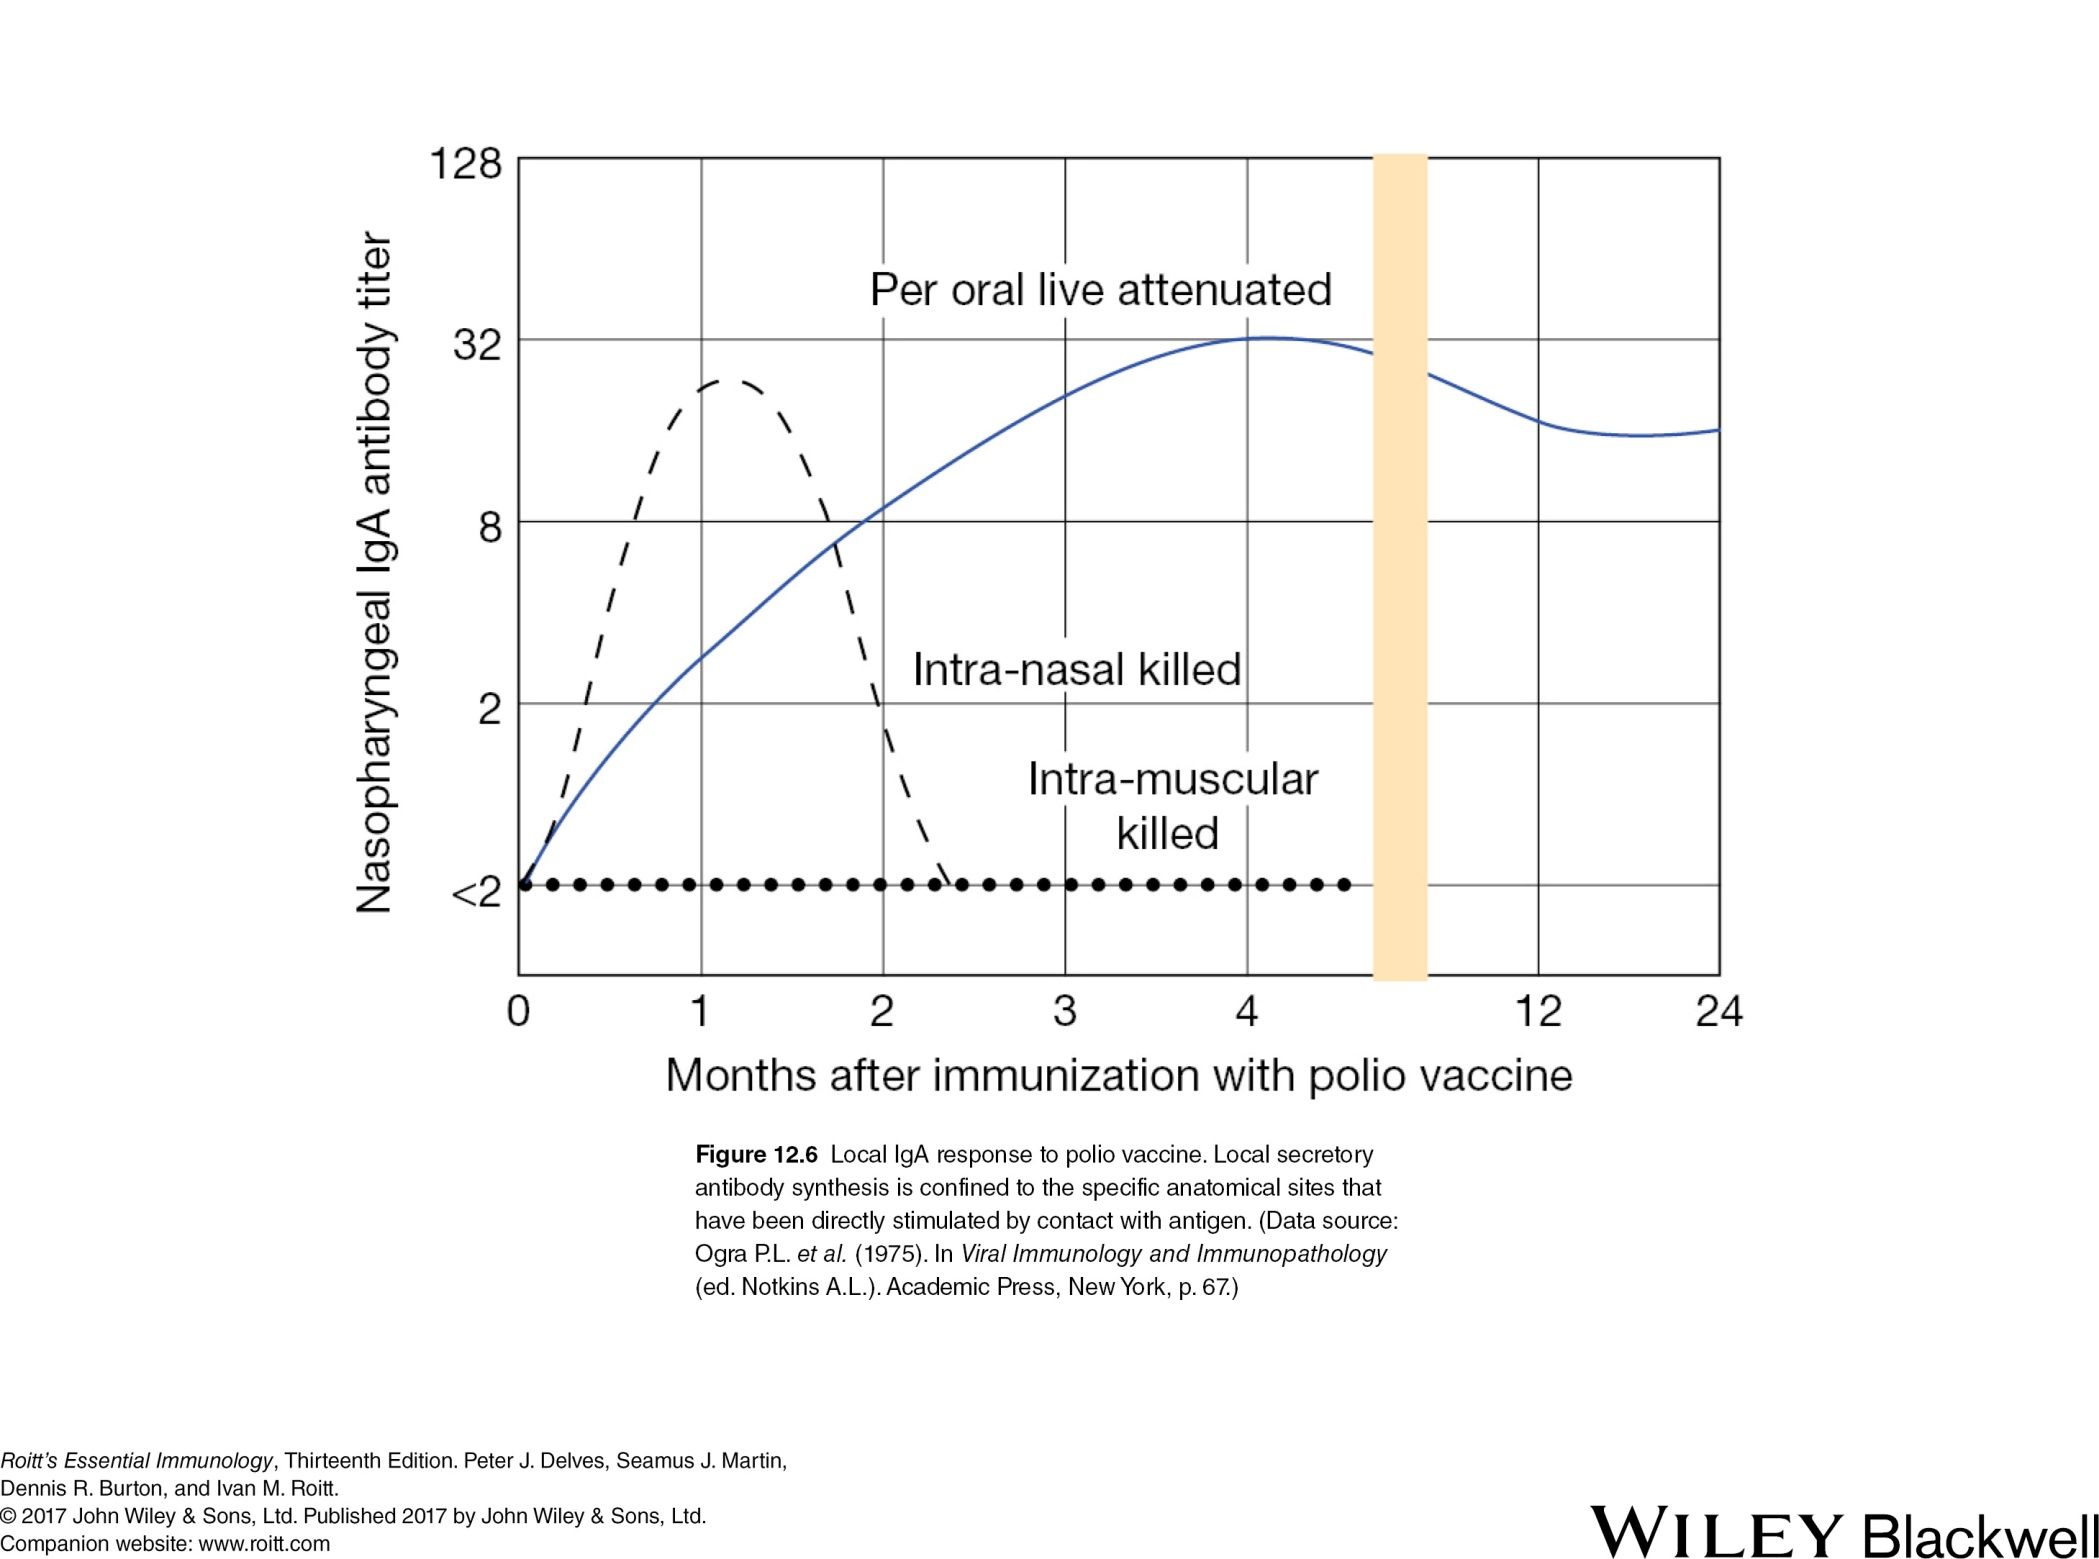 128
Per oral live attenuated
32
8
Intra-nasal killed
2
Intra-muscular
killed
<2
Nasopharyngeal IgA antibody titer
0 1 2 3 4 12 24
Months after immunization with polio vaccine
Figure 12.6 Local IgA response to polio vaccine. Local secretory
antibody synthesis is confined to the specific anatomical sites that
have been directly stimulated by contact with antigen. (Data source:
Ogra P.L. et al. (1975). In Viral Immunology and Immunopathology
(ed. Notkins A.L.). Academic Press, New York, p. 67.)
Roitt's Essential Immunology, Thirteenth Edition. Peter J. Delves, Seamus J. Martin,
Dennis R. Burton, and Ivan M. Roitt.
© 2017 John Wiley & Sons, Ltd. Published 2017 by John Wiley & Sons, Ltd.
Companion website: www.roitt.com
WILEY Blackwell